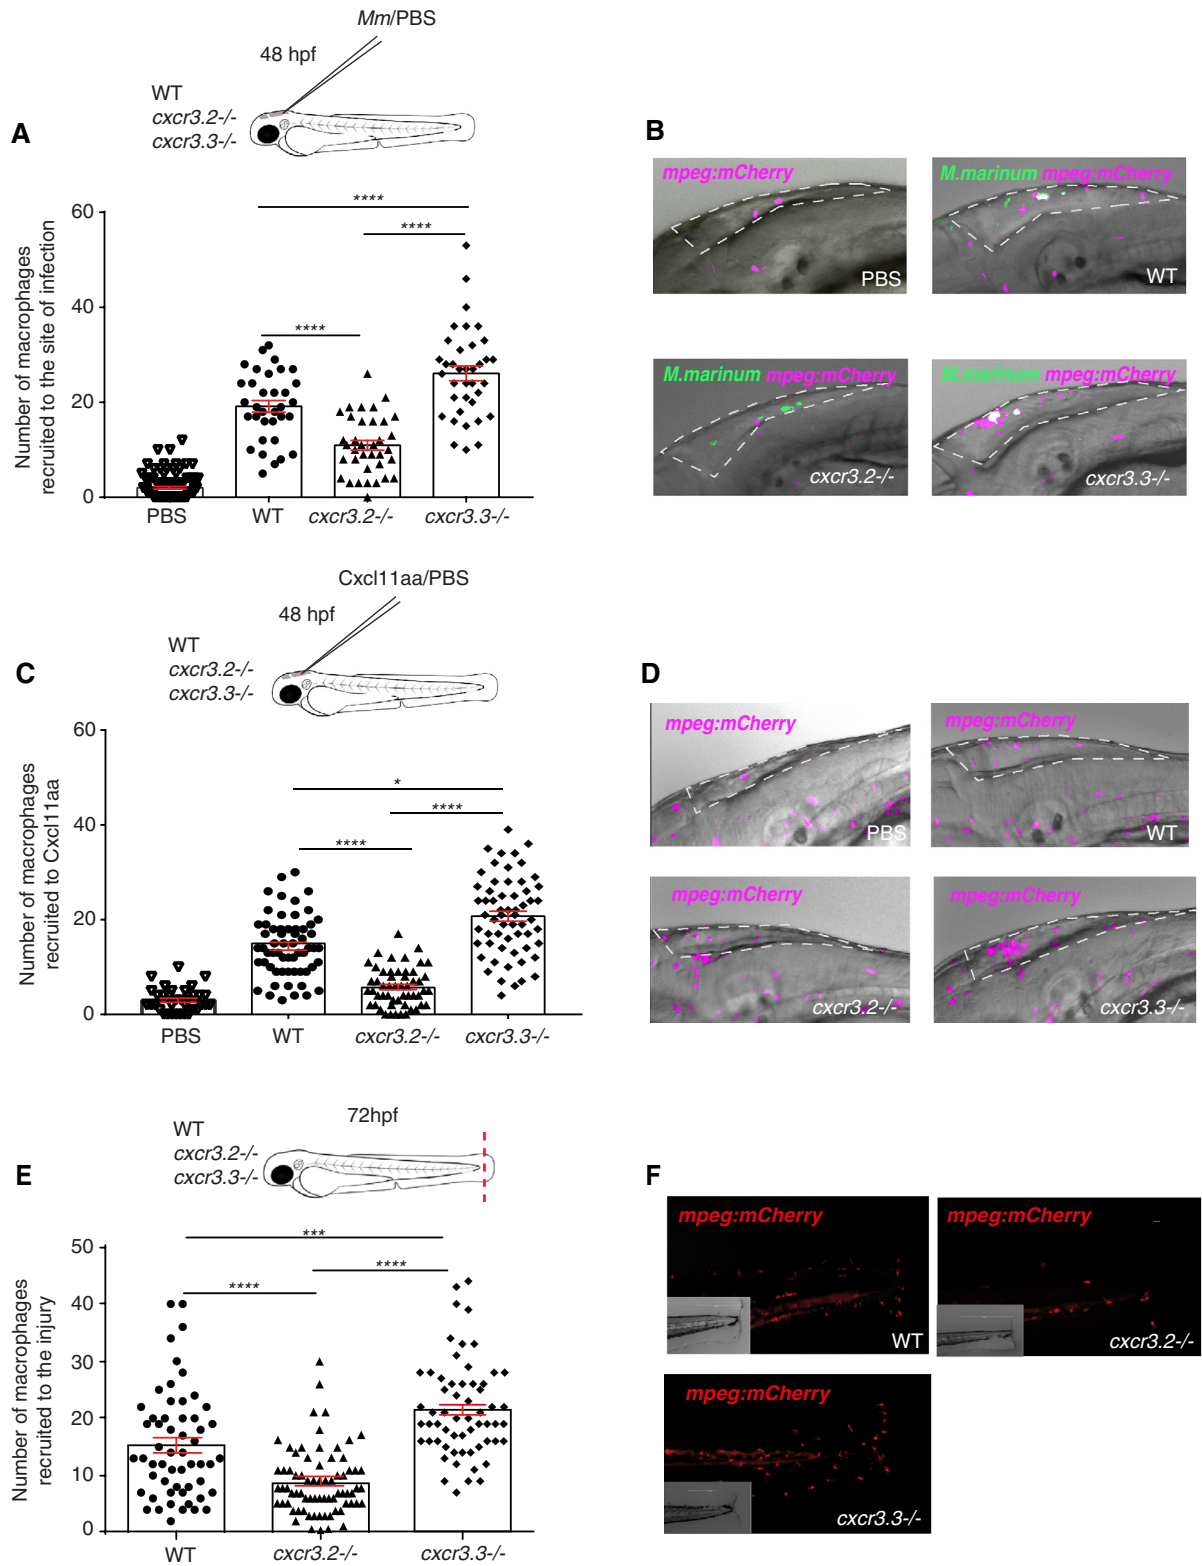 Mm/PBS
48 hpf
WT
cxcr3.2-/-
cxcr3.3-/-
A
Number of macrophages
recruited to the site of infection
60
40
20
0
****
****
****
PBS
WT
cxcr3.2-/-
cxcr3.3-/-
B
mpeg:mCherry
PBS
M.marinum mpeg:mCherry
WT
M.marinum mpeg:mCherry
cxcr3.2-/-
M.marinum mpeg:mCherry
cxcr3.3-/-
Cxcl11aa/PBS
48 hpf
WT
cxcr3.2-/-
cxcr3.3-/-
C
Number of macrophages
recruited to Cxcl11aa
60
40
20
0
*
****
****
PBS
WT
cxcr3.2-/-
cxcr3.3-/-
D
mpeg:mCherry
PBS
mpeg:mCherry
WT
mpeg:mCherry
cxcr3.2-/-
mpeg:mCherry
cxcr3.3-/-
72hpf
WT
cxcr3.2-/-
cxcr3.3-/-
E
Number of macrophages
recruited to the injury
50
40
30
20
10
0
***
****
****
WT
cxcr3.2-/-
cxcr3.3-/-
F
mpeg:mCherry
WT
mpeg:mCherry
cxcr3.2-/-
mpeg:mCherry
cxcr3.3-/-